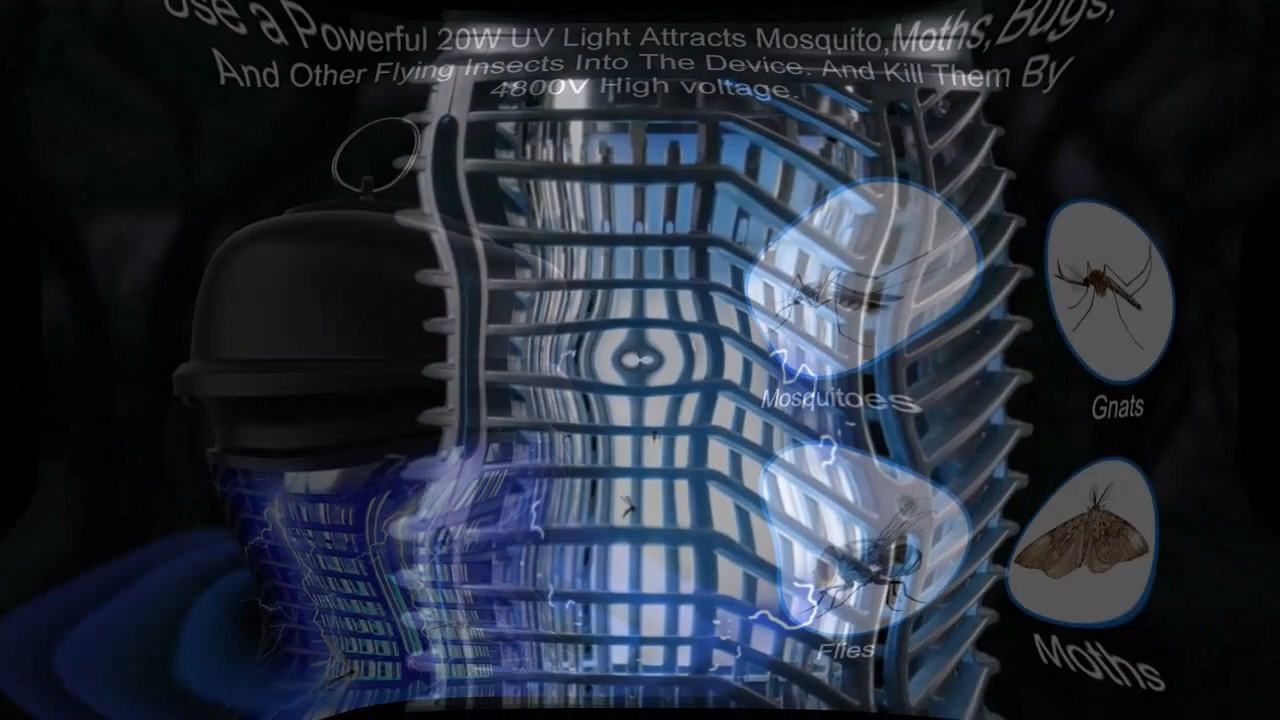 Use a Powerful 20W UV Light Attracts Mosquito,Moths, Bugs,
And Other Flying Insects Into The Device. And Kill Them By
4800V High voltage.
Mosquitoes
Gnats
Flies
Moths